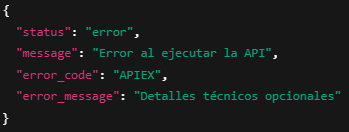 {
"status": "error",
"message": "Error al ejecutar la API",
"error_code": "APIEX",
"error_message": "Detalles técnicos opcionales"
}